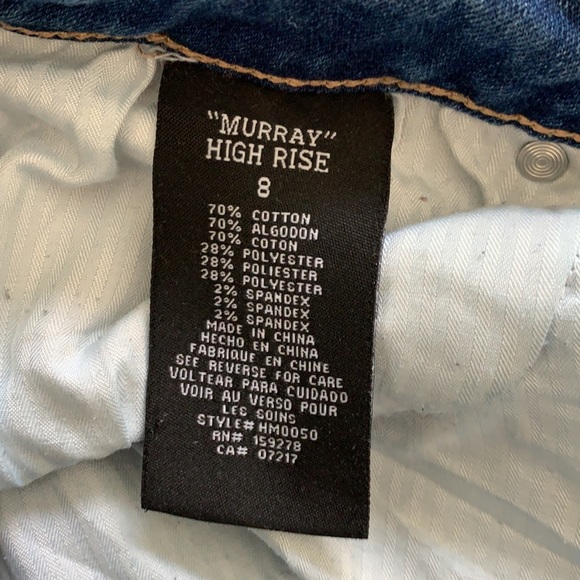 "MURRAY"
HIGH RISE
8
70% COTTON
70% ALGODON
70% COTON
28% POLYESTER
28% POLIESTER
28% POLYESTER
2% SPANDEX
2% SPANDEX
2% SPANDEX
MADE IN CHINA
HECHO EN CHINA
FABRIQUE EN CHINE
SEE REVERSE FOR CARE
VOLTEAR PARA CUIDADO
VOIR AU VERSO POUR
LES SOINS
STYLE# HM0050
RN# 159278
CA# 07217